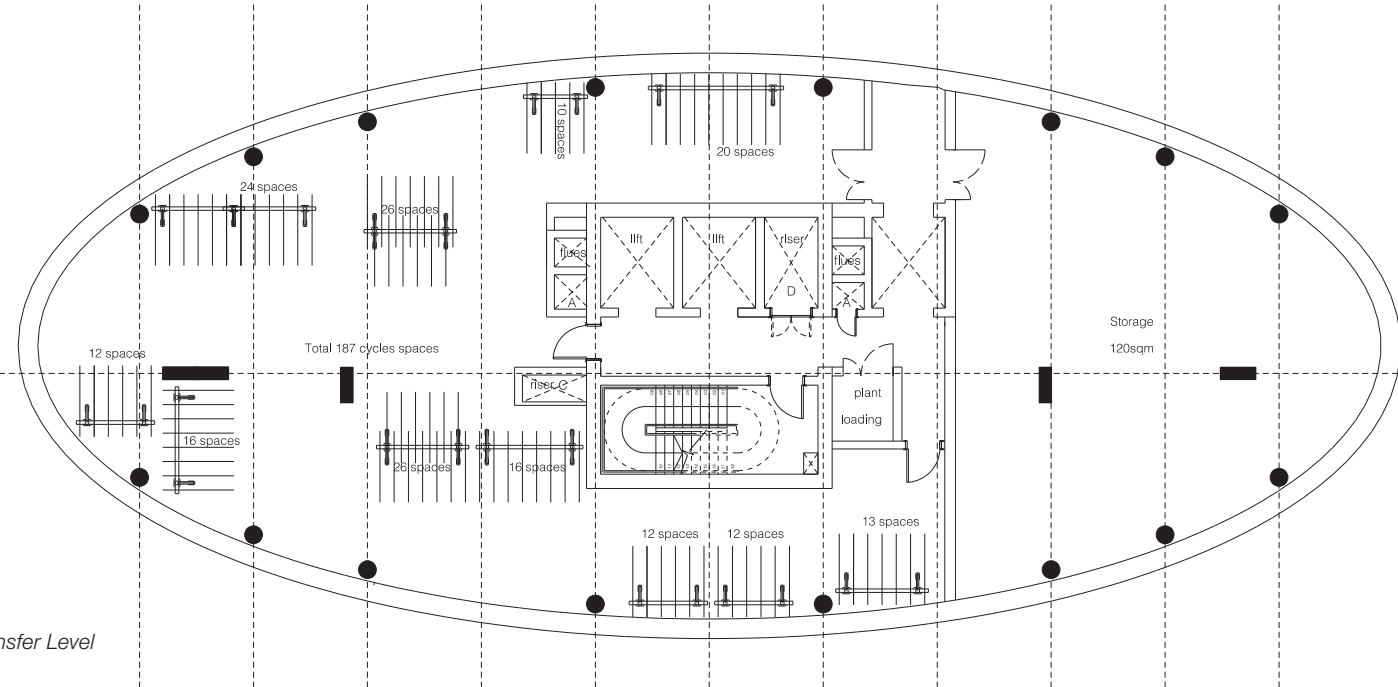 10 spaces
20 spaces
24 spaces
26 spaces
lift
lift
riser
flues
flues
D
A
A
Storage
120sqm
Total 187 cycles spaces
12 spaces
riser C
plant
loading
16 spaces
26 spaces
16 spaces
12 spaces
12 spaces
13 spaces
nsfer Level